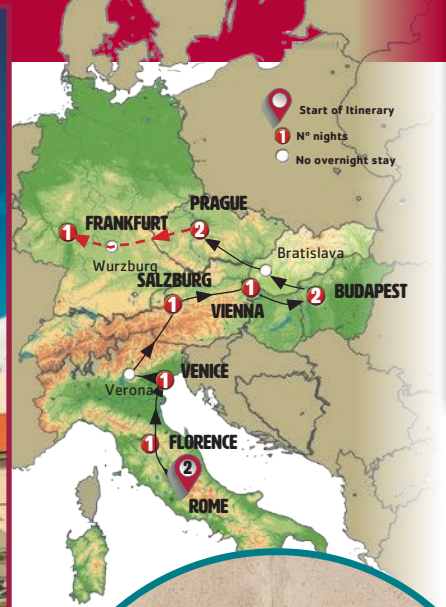 Start of Itinerary
1 N° nights
No overnight stay
PRAGUE
2
FRANKFURT
1
Wurzburg
Bratislava
SALZBURG
1
1
VIENNA
2
BUDAPEST
VENICE
1
Verona
1
FLORENCE
2
ROME